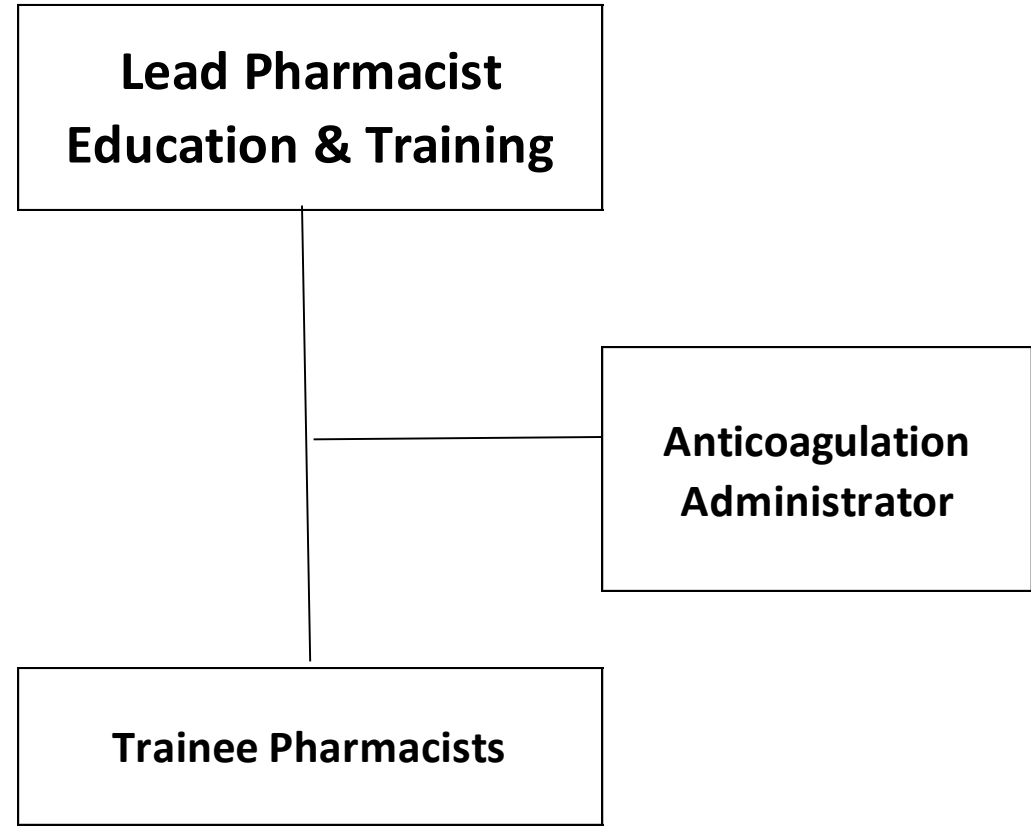 Lead Pharmacist
Education & Training
Anticoagulation
Administrator
Trainee Pharmacists